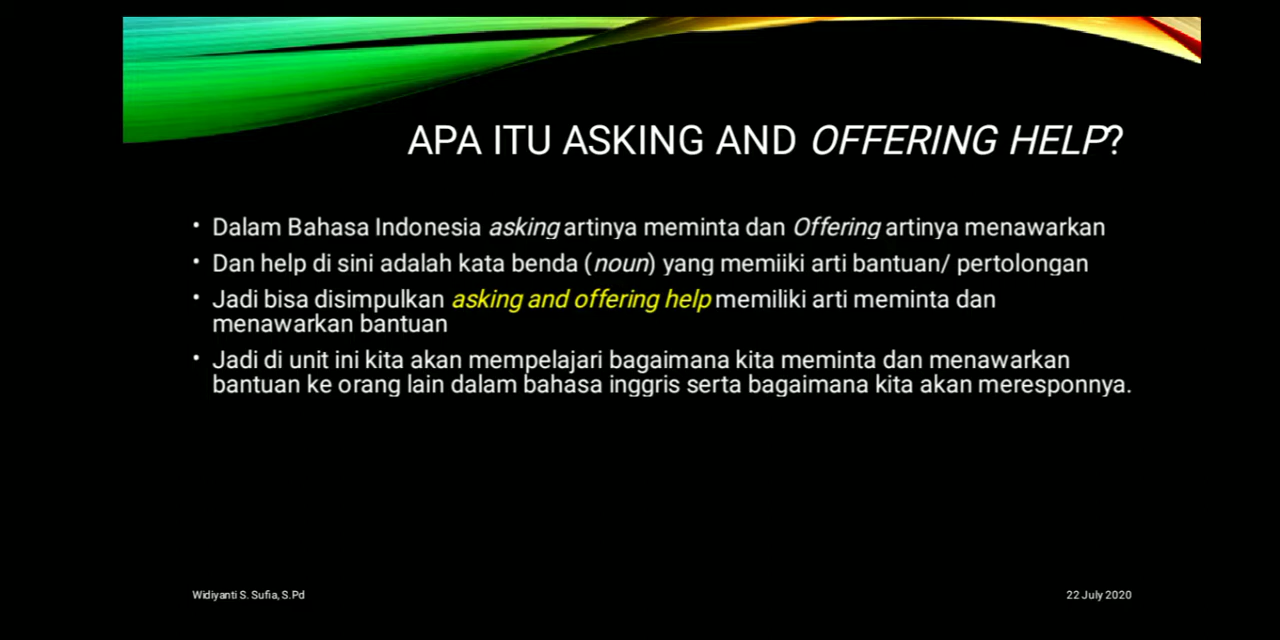 APA ITU ASKING AND OFFERING HELP?
• Dalam Bahasa Indonesia asking artinya meminta dan Offering artinya menawarkan
• Dan help di sini adalah kata benda (noun) yang memiiki arti bantuan/ pertolongan
• Jadi bisa disimpulkan asking and offering help memiliki arti meminta dan
menawarkan bantuan
• Jadi di unit ini kita akan mempelajari bagaimana kita meminta dan menawarkan
bantuan ke orang lain dalam bahasa inggris serta bagaimana kita akan meresponnya.
Widiyanti S. Sufia, S.Pd
22 July 2020